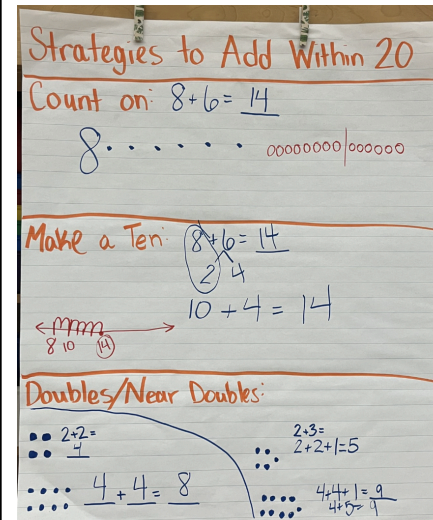 Strategies to Add Within 20
Count on: 8+6= 14
8
Make a Ten: 8+6= 14
2 4
10+4=14
8 10 14
Doubles/Near Doubles:
2+2=
4
4+4=8
2+3=
2+2+1=5
4+4+1=9
4+5=9